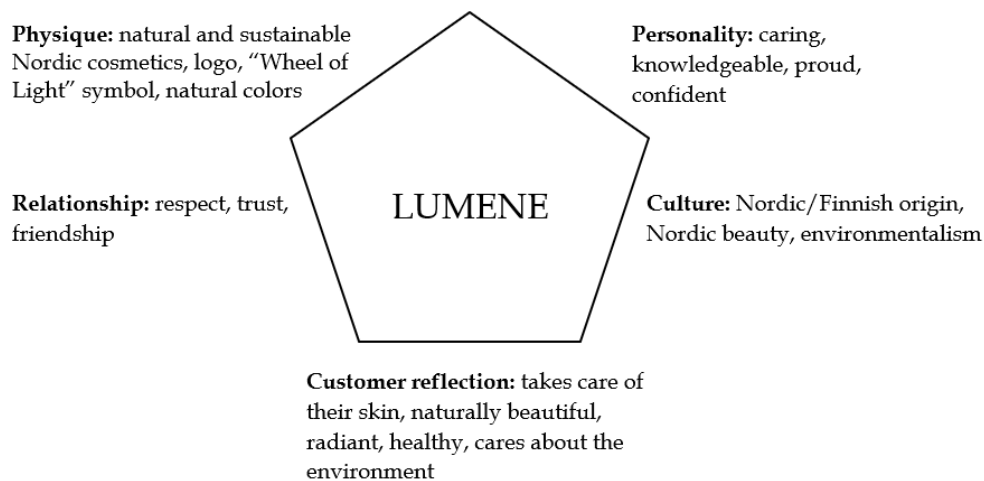 Physique: natural and sustainable
Nordic cosmetics, logo, “Wheel of
Light” symbol, natural colors
Personality: caring,
knowledgeable, proud,
confident
Relationship: respect, trust,
friendship
LUMENE
Culture: Nordic/Finnish origin,
Nordic beauty, environmentalism
Customer reflection: takes care of
their skin, naturally beautiful,
radiant, healthy, cares about the
environment